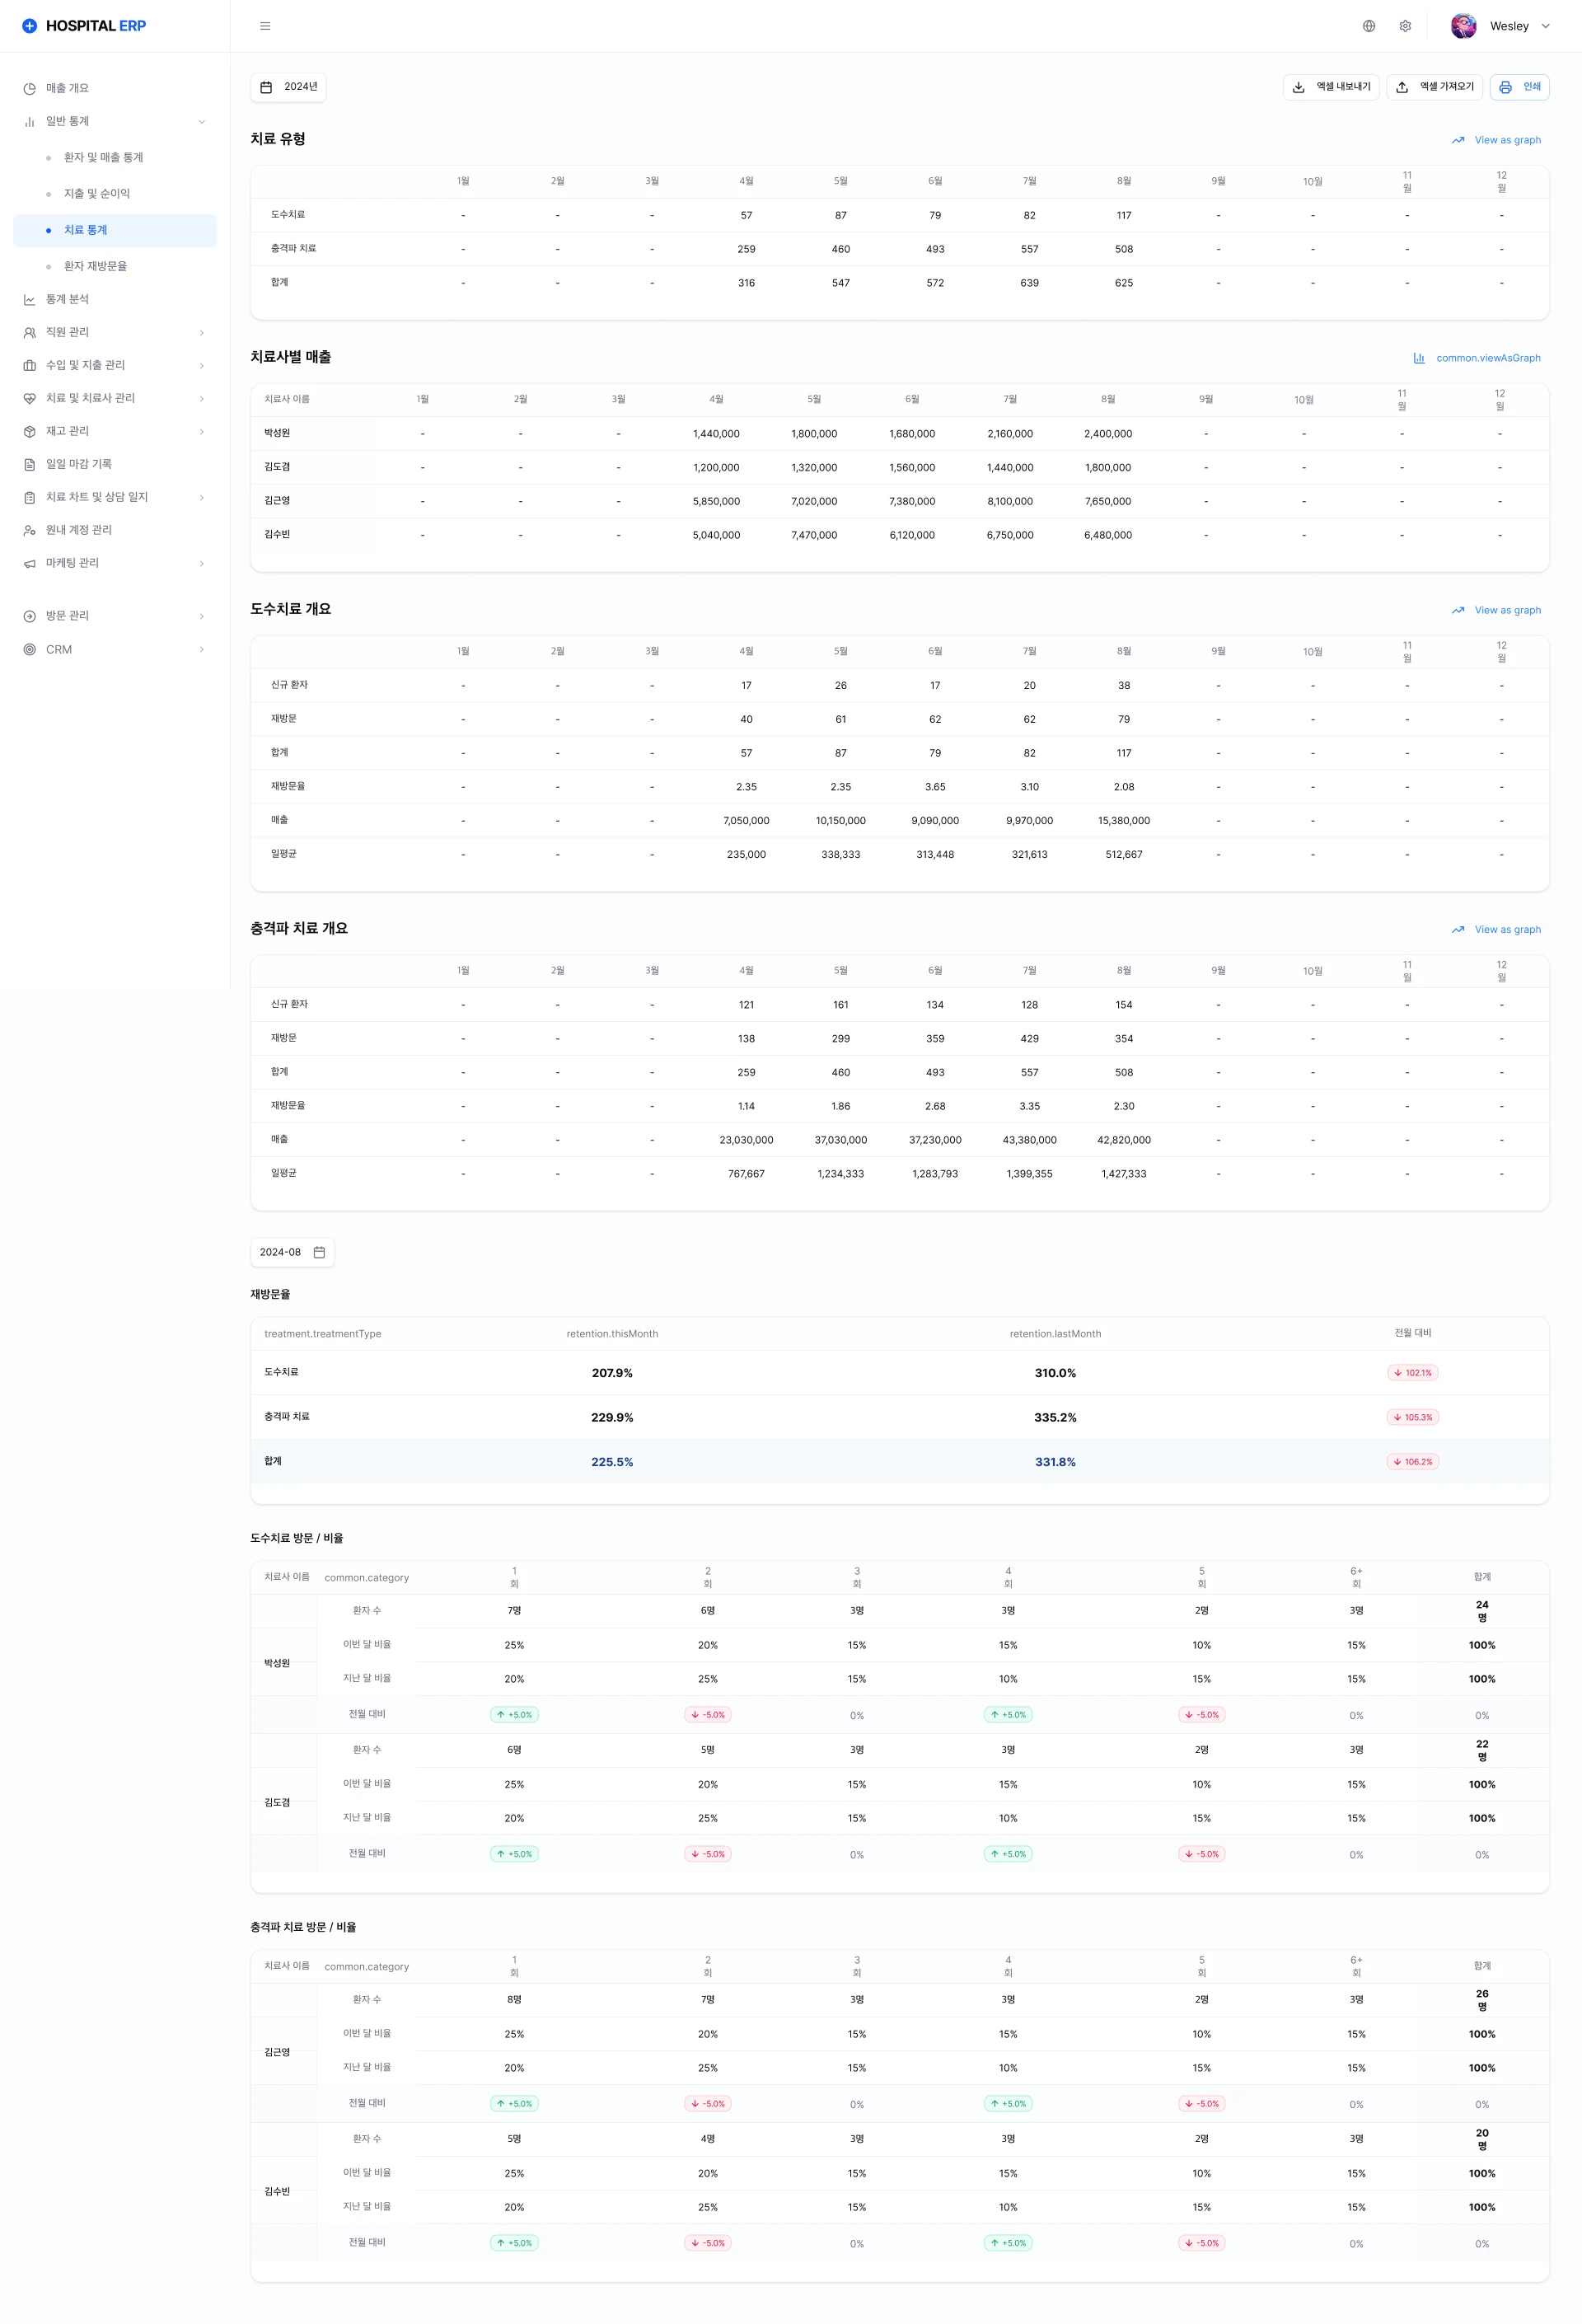 HOSPITAL ERP
Wesley
매출 개요
일반 통계
환자 및 매출 통계
지출 및 순이익
치료 통계
환자 재방문율
통계 분석
직원 관리
수입 및 지출 관리
치료 및 치료사 관리
재고 관리
일일 마감 기록
치료 차트 및 상담 일지
원내 계정 관리
마케팅 관리
방문 관리
CRM
2024년
엑셀 내보내기 엑셀 가져오기 인쇄
치료 유형 View as graph
1월 2월 3월 4월 5월 6월 7월 8월 9월 10월 11월 12월
도수치료 - - - 57 87 79 82 117 - - - -
충격파 치료 - - - 259 460 493 557 508 - - - -
합계 - - - 316 547 572 639 625 - - - -
치료사별 매출 common.viewAsGraph
치료사 이름 1월 2월 3월 4월 5월 6월 7월 8월 9월 10월 11월 12월
박성원 - - - 1,440,000 1,800,000 1,680,000 2,160,000 2,400,000 - - - -
김도겸 - - - 1,200,000 1,320,000 1,560,000 1,440,000 1,800,000 - - - -
김근영 - - - 5,850,000 7,020,000 7,380,000 8,100,000 7,650,000 - - - -
김수빈 - - - 5,040,000 7,470,000 6,120,000 6,750,000 6,480,000 - - - -
도수치료 개요 View as graph
1월 2월 3월 4월 5월 6월 7월 8월 9월 10월 11월 12월
신규 환자 - - - 17 26 17 20 38 - - - -
재방문 - - - 40 61 62 62 79 - - - -
합계 - - - 57 87 79 82 117 - - - -
재방문율 - - - 2.35 2.35 3.65 3.10 2.08 - - - -
매출 - - - 7,050,000 10,150,000 9,090,000 9,970,000 15,380,000 - - - -
일평균 - - - 235,000 338,333 313,448 321,613 512,667 - - - -
충격파 치료 개요 View as graph
1월 2월 3월 4월 5월 6월 7월 8월 9월 10월 11월 12월
신규 환자 - - - 121 161 134 128 154 - - - -
재방문 - - - 138 299 359 429 354 - - - -
합계 - - - 259 460 493 557 508 - - - -
재방문율 - - - 1.14 1.86 2.68 3.35 2.30 - - - -
매출 - - - 23,030,000 37,030,000 37,230,000 43,380,000 42,820,000 - - - -
일평균 - - - 767,667 1,234,333 1,283,793 1,399,355 1,427,333 - - - -
2024-08
재방문율
treatment.treatmentType retention.thisMonth retention.lastMonth 전월 대비
도수치료 207.9% 310.0% ↓ 102.1%
충격파 치료 229.9% 335.2% ↓ 105.3%
합계 225.5% 331.8% ↓ 106.2%
도수치료 방문 / 비율
치료사 이름 common.category 1회 2회 3회 4회 5회 6+회 합계
박성원
환자 수 7명 6명 3명 3명 2명 3명 24명
이번 달 비율 25% 20% 15% 15% 10% 15% 100%
지난 달 비율 20% 25% 15% 10% 15% 15% 100%
전월 대비 ↑ +5.0% ↓ -5.0% 0% ↑ +5.0% ↓ -5.0% 0% 0%
김도겸
환자 수 6명 5명 3명 3명 2명 3명 22명
이번 달 비율 25% 20% 15% 15% 10% 15% 100%
지난 달 비율 20% 25% 15% 10% 15% 15% 100%
전월 대비 ↑ +5.0% ↓ -5.0% 0% ↑ +5.0% ↓ -5.0% 0% 0%
충격파 치료 방문 / 비율
치료사 이름 common.category 1회 2회 3회 4회 5회 6+회 합계
김근영
환자 수 8명 7명 3명 3명 2명 3명 26명
이번 달 비율 25% 20% 15% 15% 10% 15% 100%
지난 달 비율 20% 25% 15% 10% 15% 15% 100%
전월 대비 ↑ +5.0% ↓ -5.0% 0% ↑ +5.0% ↓ -5.0% 0% 0%
김수빈
환자 수 5명 4명 3명 3명 2명 3명 20명
이번 달 비율 25% 20% 15% 15% 10% 15% 100%
지난 달 비율 20% 25% 15% 10% 15% 15% 100%
전월 대비 ↑ +5.0% ↓ -5.0% 0% ↑ +5.0% ↓ -5.0% 0% 0%